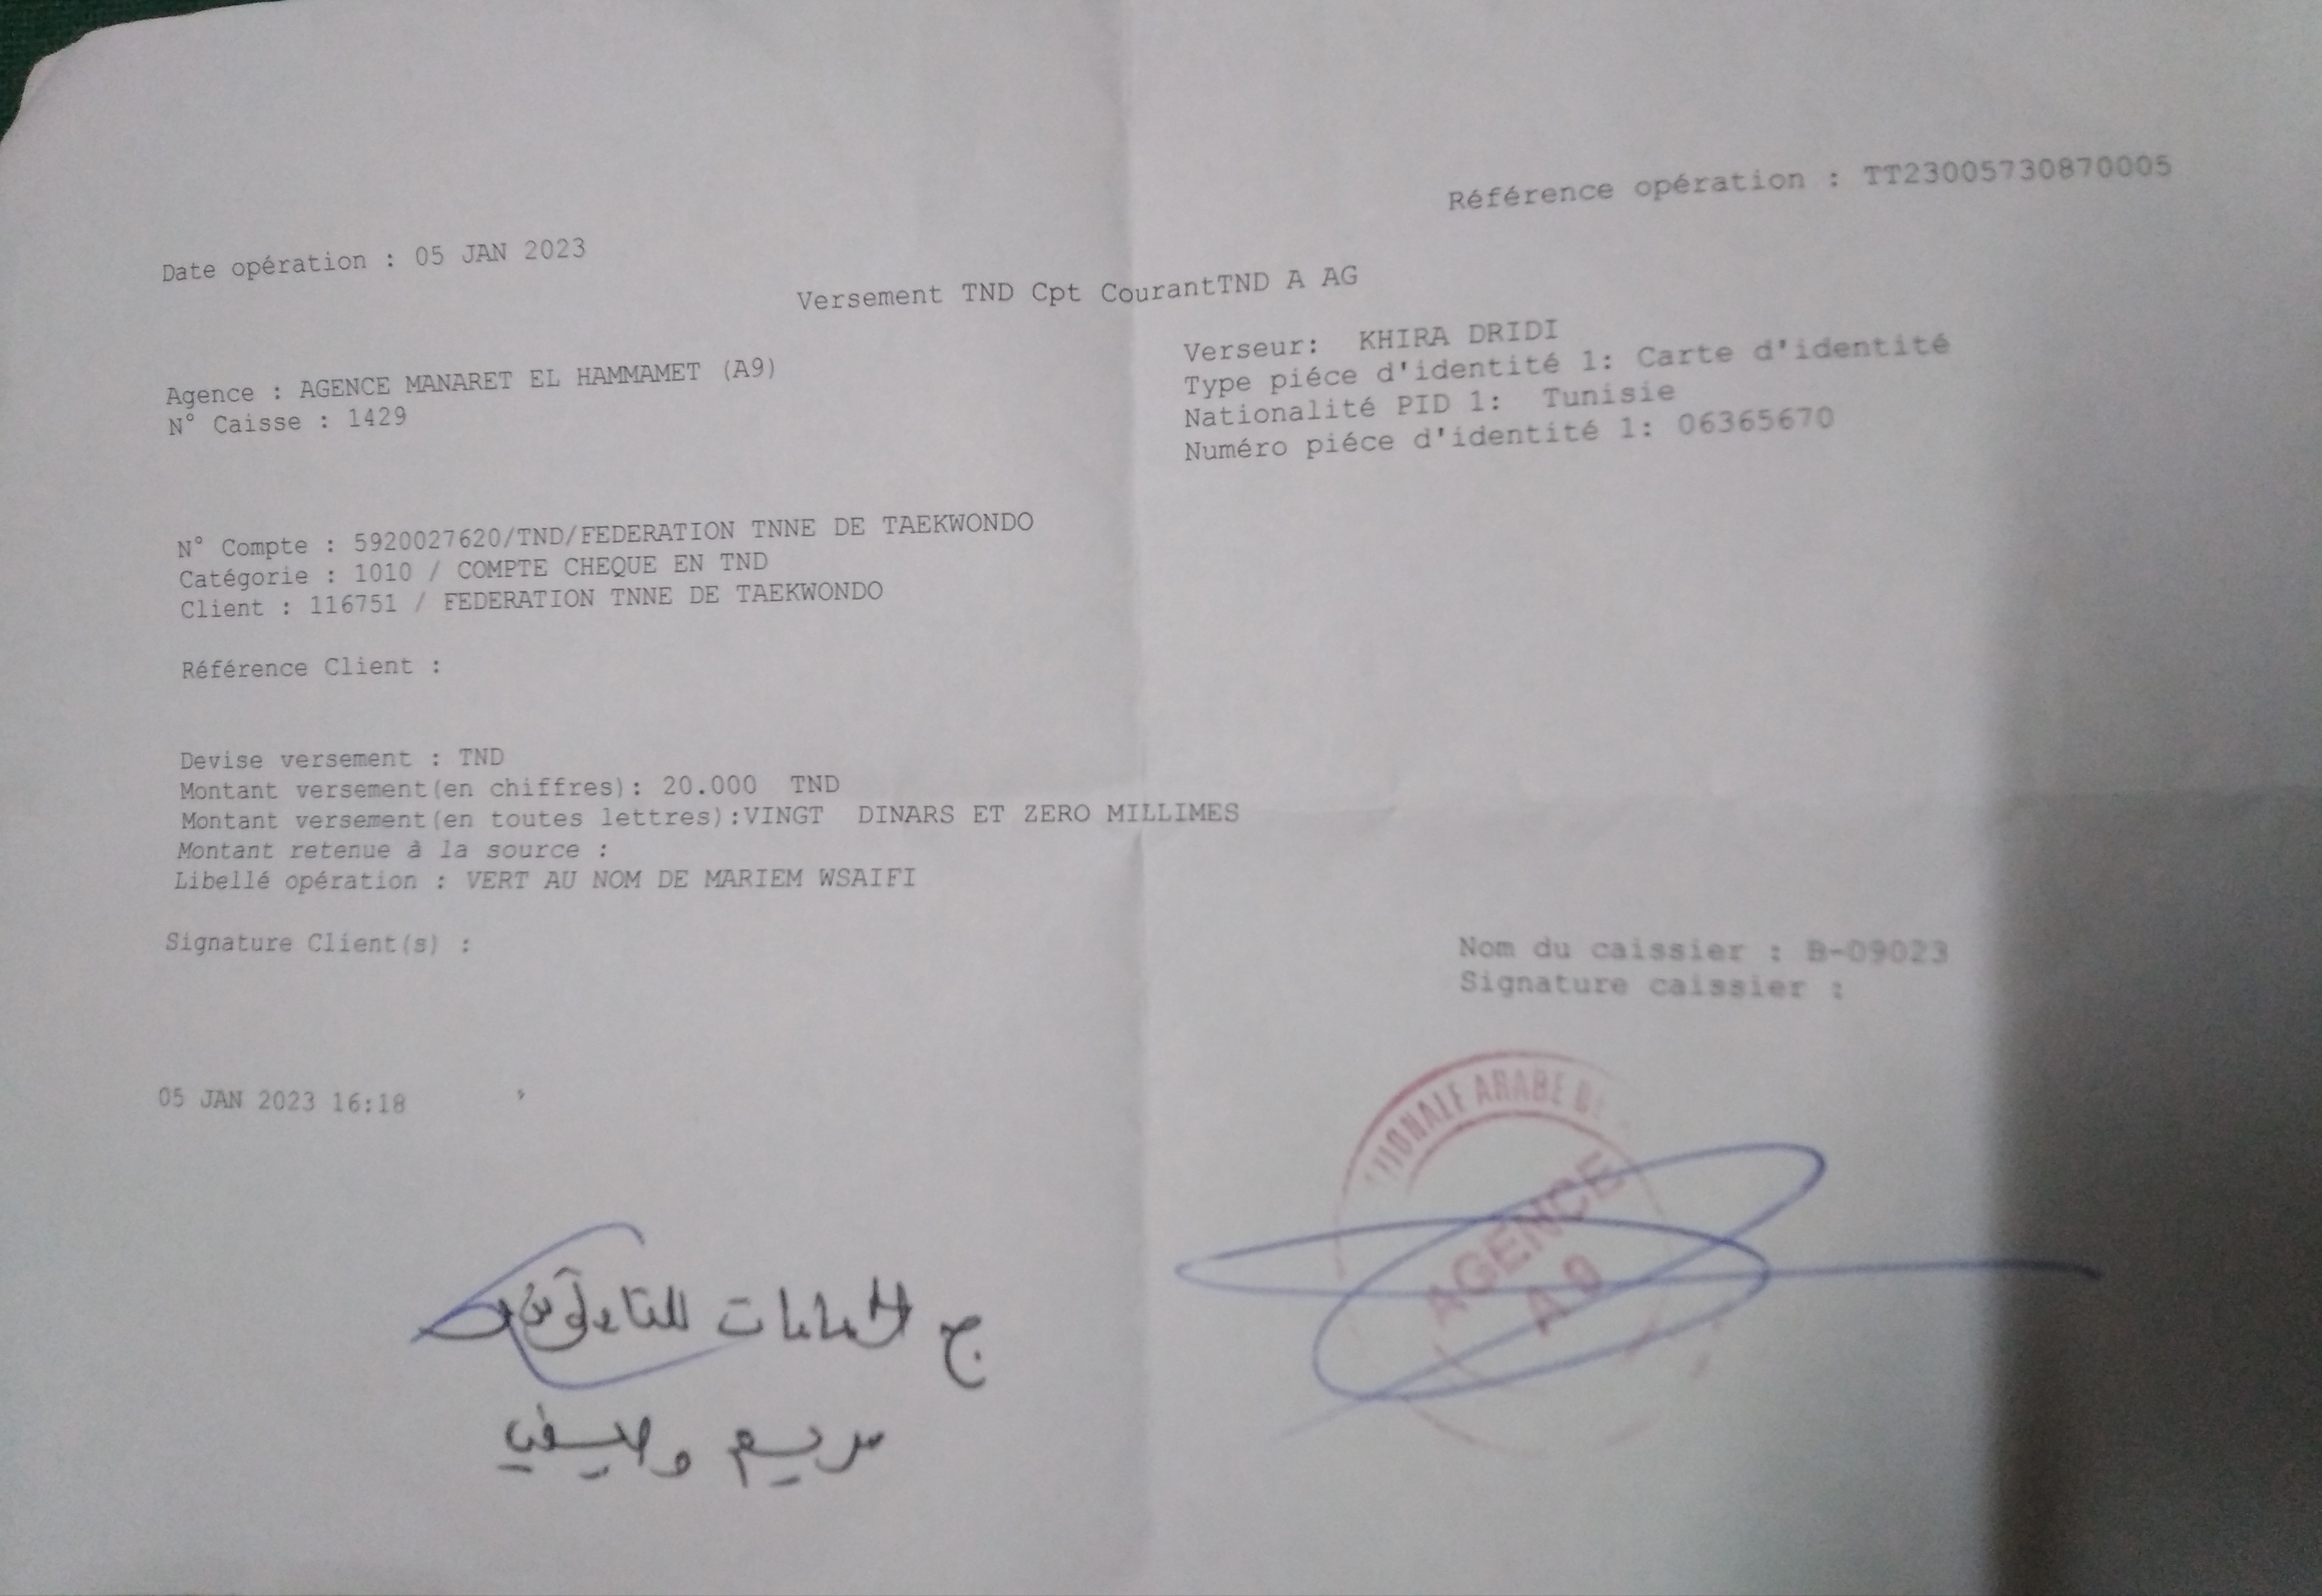 Référence opération : TT23005730870005
Date opération : 05 JAN 2023
Versement TND Cpt CourantTND A AG
Agence : AGENCE MANARET EL HAMMAMET (A9)
N° Caisse : 1429
Verseur: KHIRA DRIDI
Type piéce d'identité 1: Carte d'identité
Nationalité PID 1: Tunisie
Numéro piéce d'identité 1: 06365670
N° Compte : 5920027620/TND/FEDERATION TNNE DE TAEKWONDO
Catégorie : 1010 / COMPTE CHEQUE EN TND
Client : 116751 / FEDERATION TNNE DE TAEKWONDO
Référence Client :
Devise versement : TND
Montant versement(en chiffres): 20.000 TND
Montant versement(en toutes lettres):VINGT DINARS ET ZERO MILLIMES
Montant retenue à la source :
Libellé opération : VERT AU NOM DE MARIEM WSAIFI
Signature Client(s) :
Nom du caissier : B-09023
Signature caissier :
05 JAN 2023 16:18
ARABE DE
AGENCE
A9
ج الحمامات
مريم وصيفي